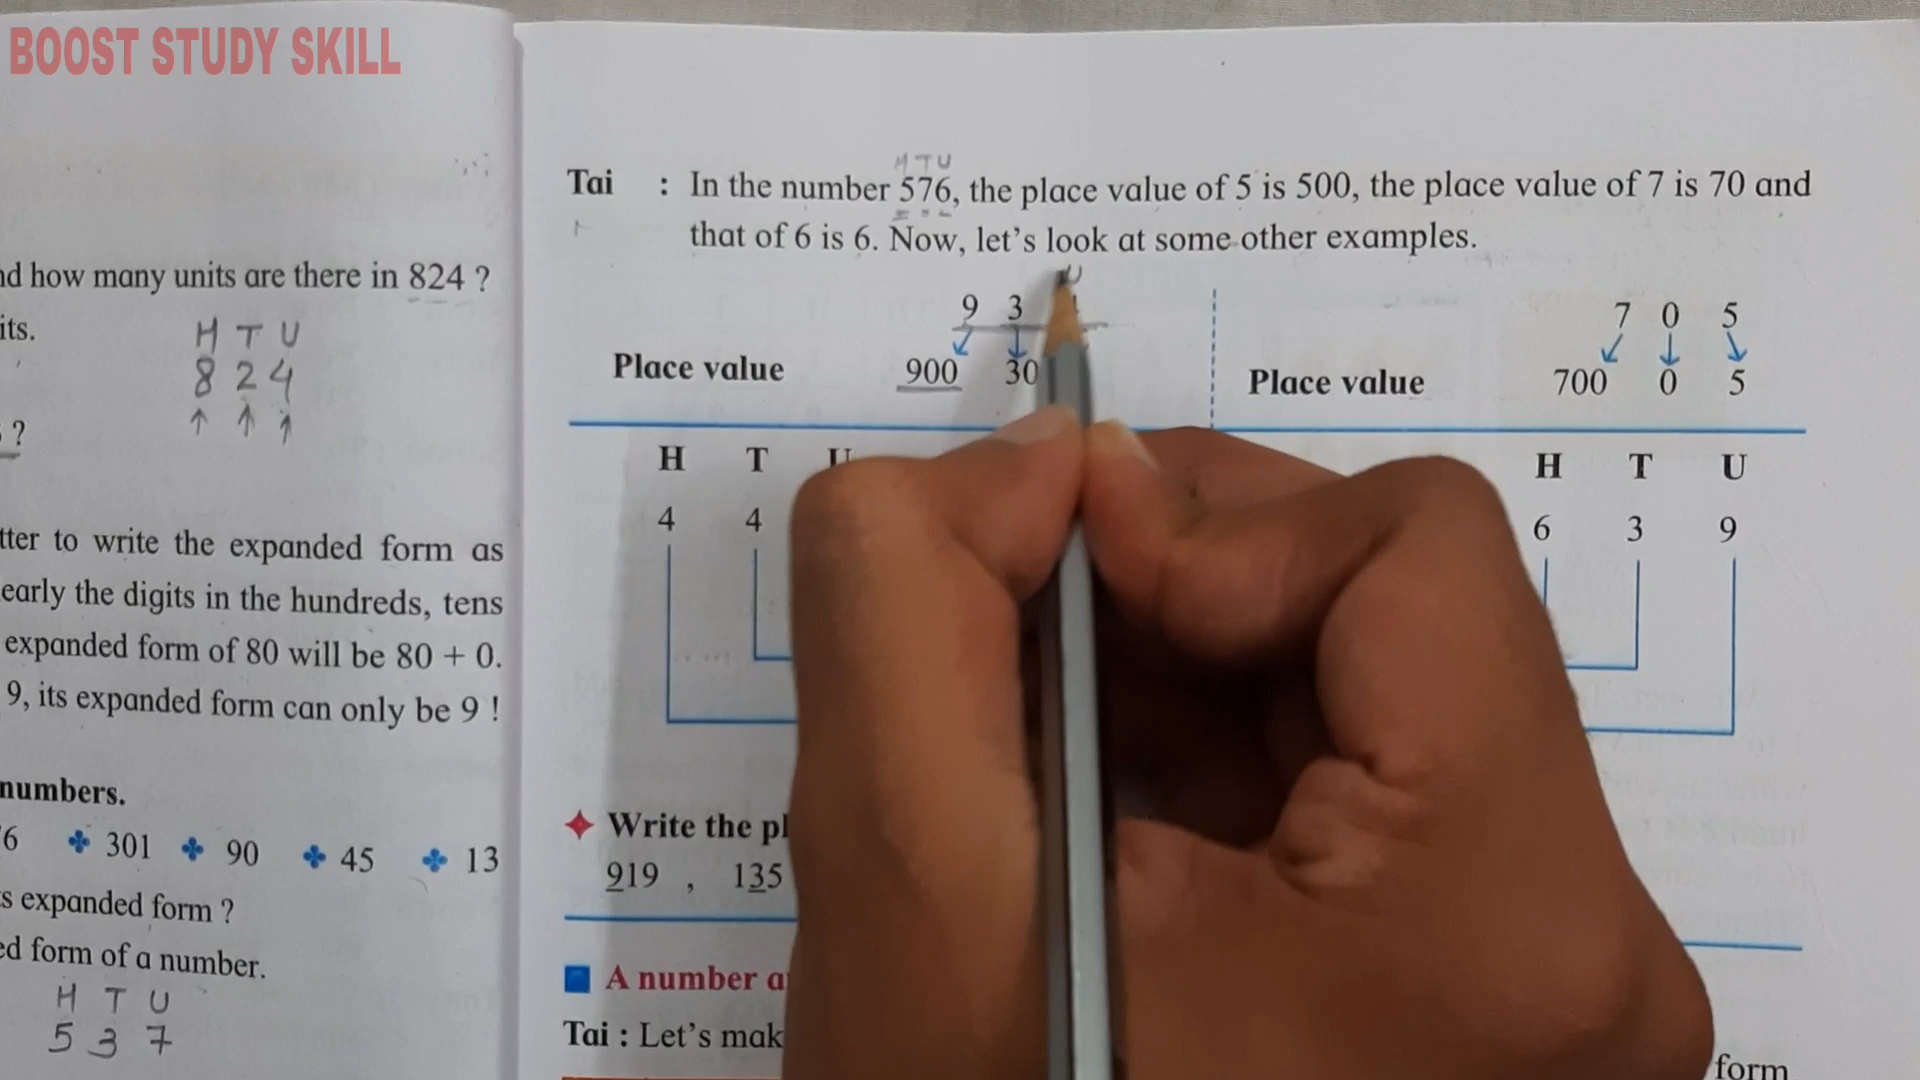 BOOST STUDY SKILL
how many units are there in 824 ?
its.
H T U
8 2 4
?
to write the expanded form as
early the digits in the hundreds, tens
expanded form of 80 will be 80 + 0.
9, its expanded form can only be 9 !
numbers.
6 301 90 45 13
s expanded form ?
form of a number.
H T U
5 3 7
H T U
Tai : In the number 576, the place value of 5 is 500, the place value of 7 is 70 and
that of 6 is 6. Now, let's look at some other examples.
U
9 3
Place value 900 30
7 0 5
Place value 700 0 5
H T U
4 4
H T U
6 3 9
Write the
919 , 135
A number
Tai : Let's
form